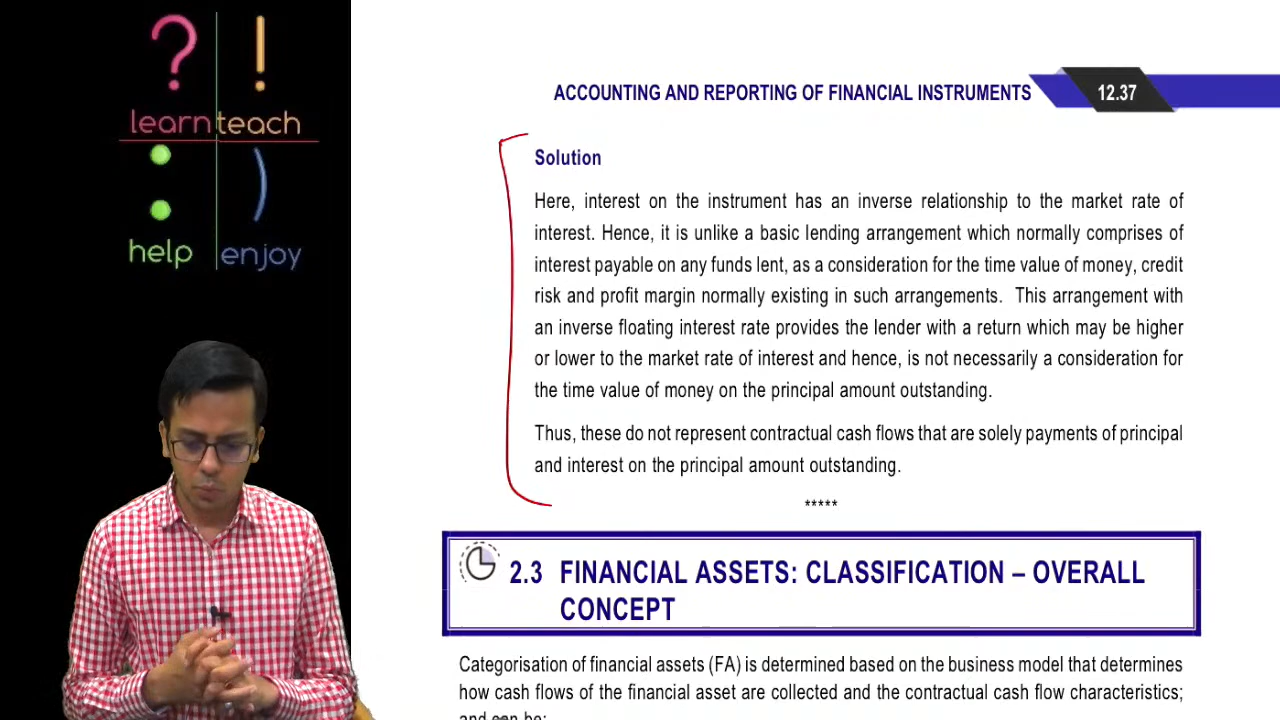 ? !
learn teach
: )
help enjoy
ACCOUNTING AND REPORTING OF FINANCIAL INSTRUMENTS 12.37
Solution
Here, interest on the instrument has an inverse relationship to the market rate of
interest. Hence, it is unlike a basic lending arrangement which normally comprises of
interest payable on any funds lent, as a consideration for the time value of money, credit
risk and profit margin normally existing in such arrangements. This arrangement with
an inverse floating interest rate provides the lender with a return which may be higher
or lower to the market rate of interest and hence, is not necessarily a consideration for
the time value of money on the principal amount outstanding.
Thus, these do not represent contractual cash flows that are solely payments of principal
and interest on the principal amount outstanding.
*****
2.3 FINANCIAL ASSETS: CLASSIFICATION – OVERALL
CONCEPT
Categorisation of financial assets (FA) is determined based on the business model that determines
how cash flows of the financial asset are collected and the contractual cash flow characteristics;
and can be: